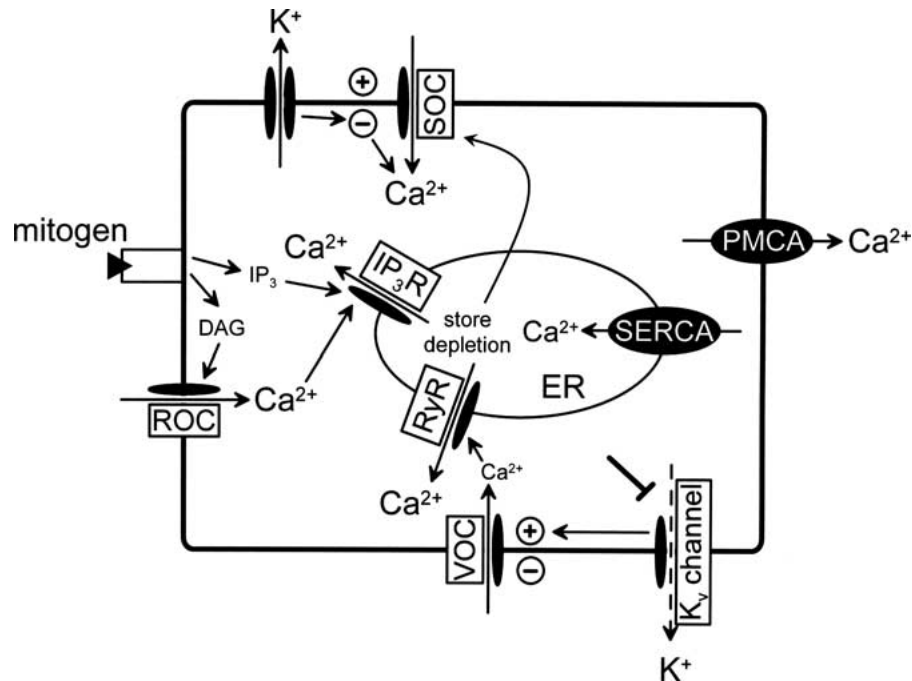 K⁺
+
−
SOC
Ca²⁺
mitogen
Ca²⁺
IP₃R
PMCA
Ca²⁺
IP₃
DAG
store
depletion
Ca²⁺
SERCA
ER
Ca²⁺
ROC
RyR
Ca²⁺
Ca²⁺
VOC
+
−
Kᵥ channel
K⁺